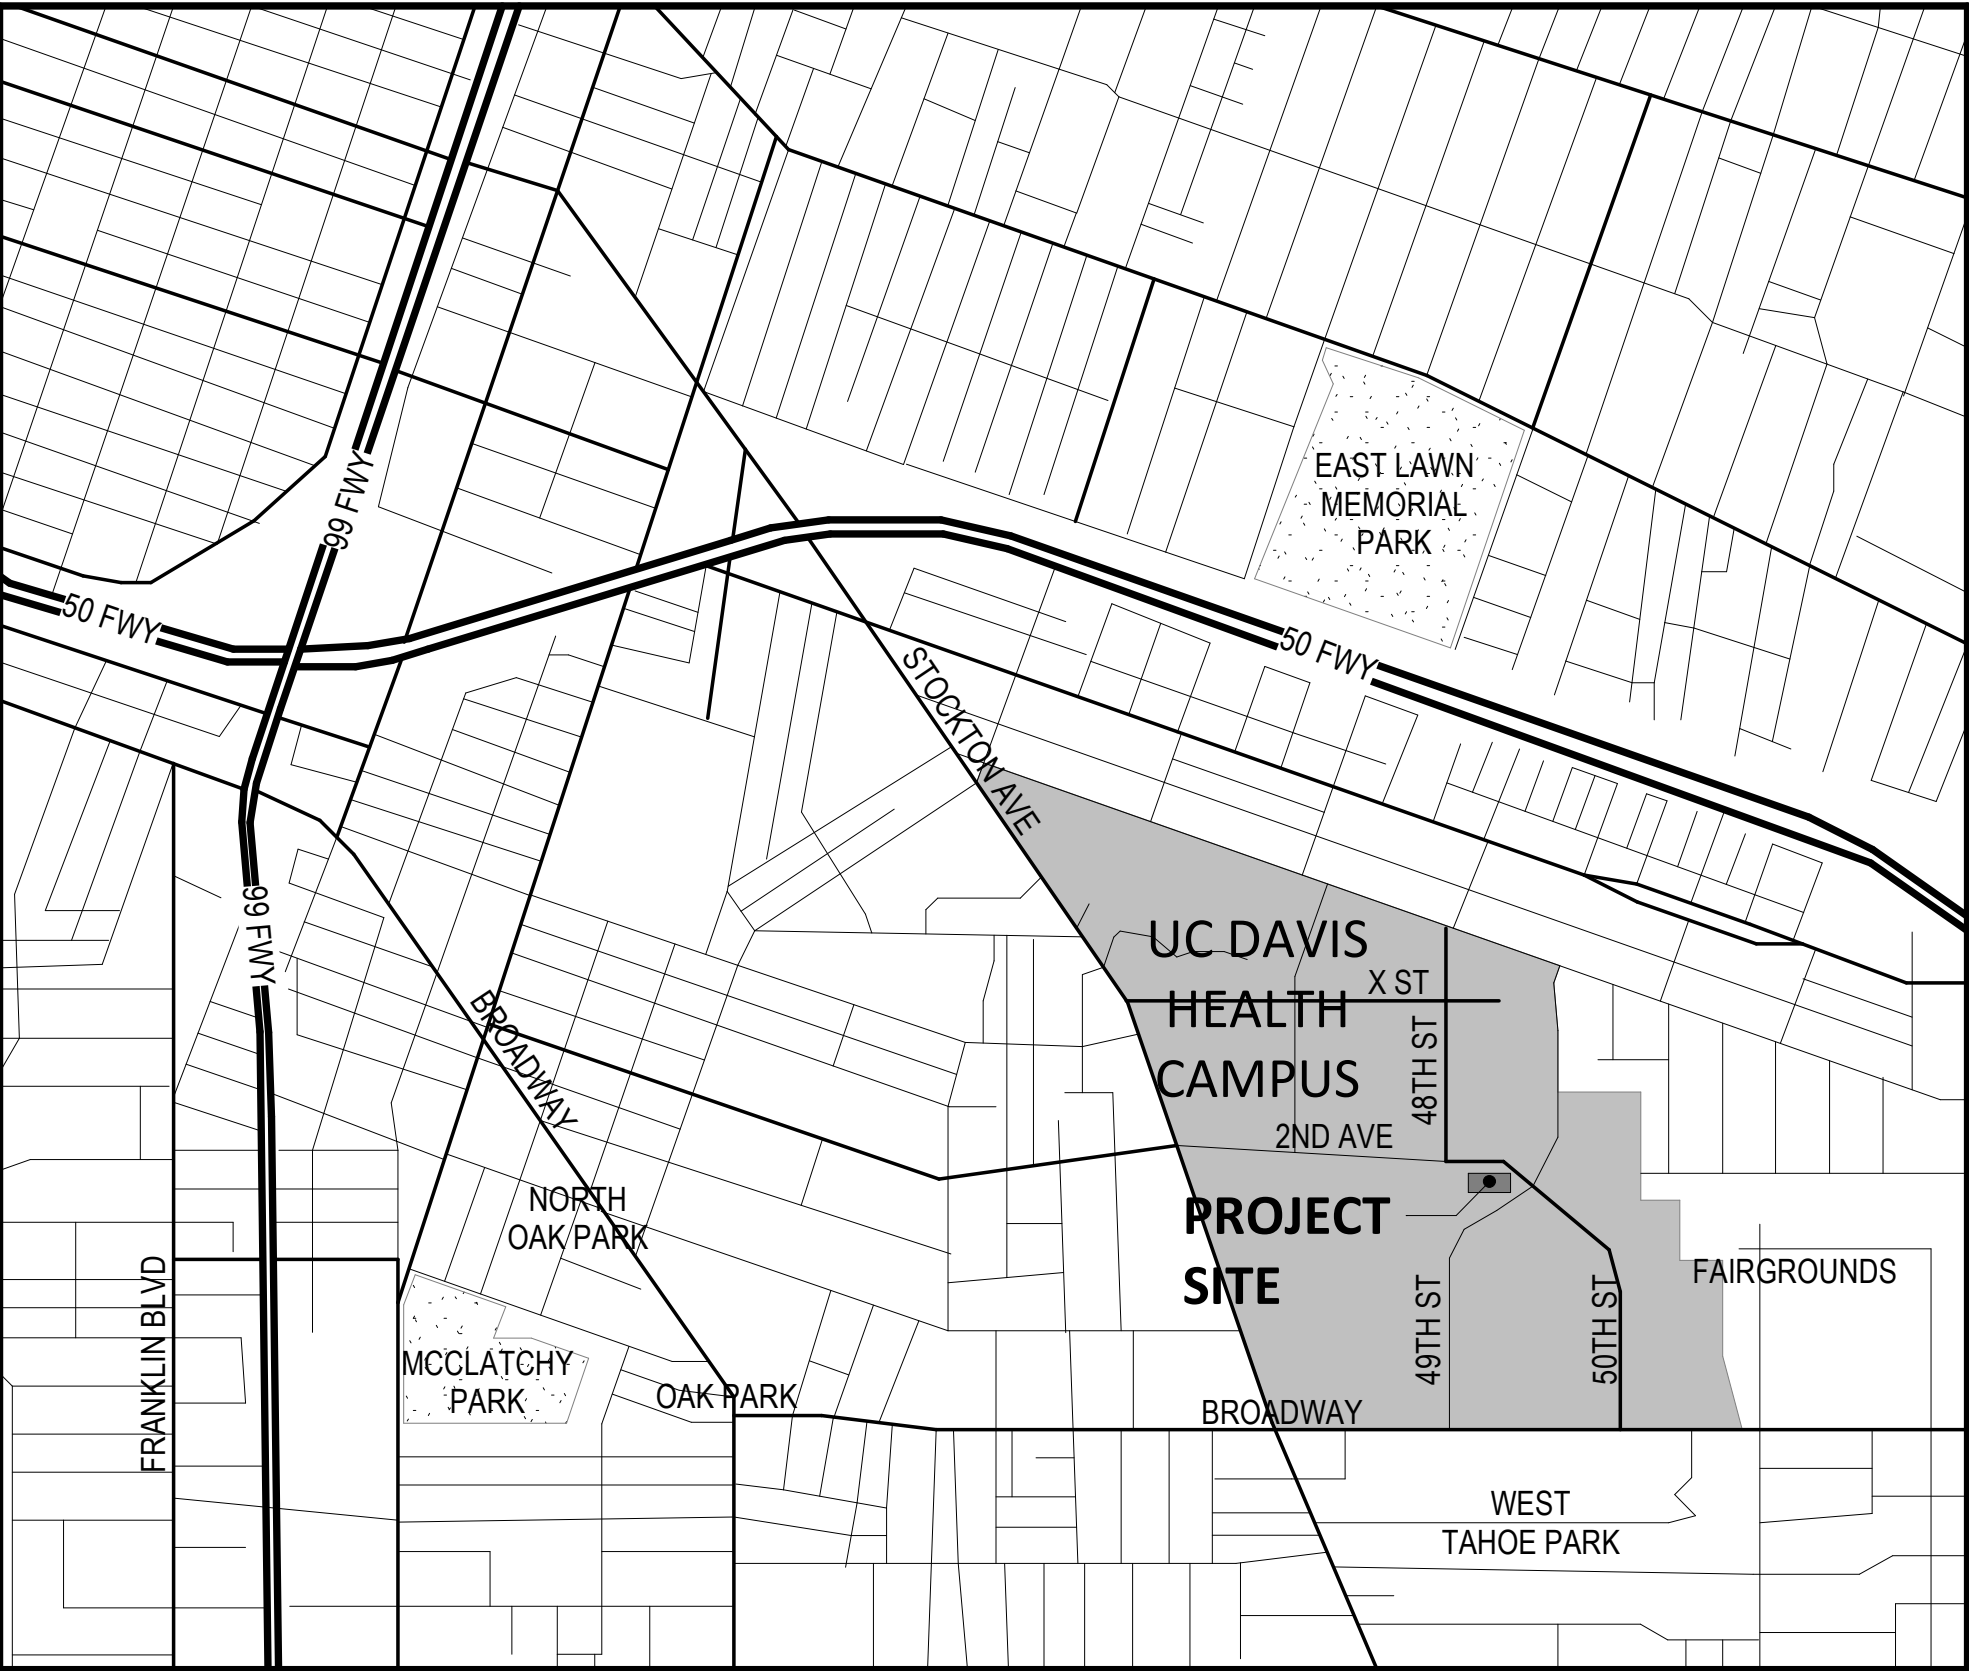 EAST LAWN
MEMORIAL
PARK
99 FWY
50 FWY
50 FWY
STOCKTON AVE
99 FWY
UC DAVIS
HEALTH
CAMPUS
X ST
48TH ST
2ND AVE
BROADWAY
NORTH
OAK PARK
PROJECT
SITE
FAIRGROUNDS
FRANKLIN BLVD
49TH ST
50TH ST
MCCLATCHY
PARK
OAK PARK
BROADWAY
WEST
TAHOE PARK